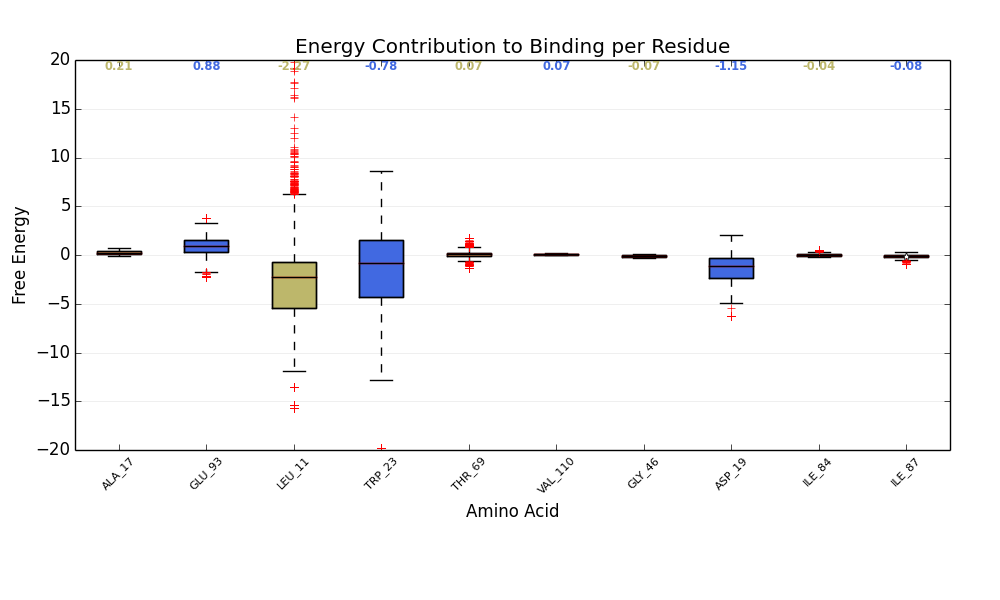 Energy Contribution to Binding per Residue
20
0.21 0.88 -2.27 -0.78 0.07 0.07 -0.07 -1.15 -0.04 -0.08
15
10
5
0
−5
−10
−15
−20
Free Energy
ALA_17 GLU_93 LEU_11 TRP_23 THR_69 VAL_110 GLY_46 ASP_19 ILE_84 ILE_87
Amino Acid